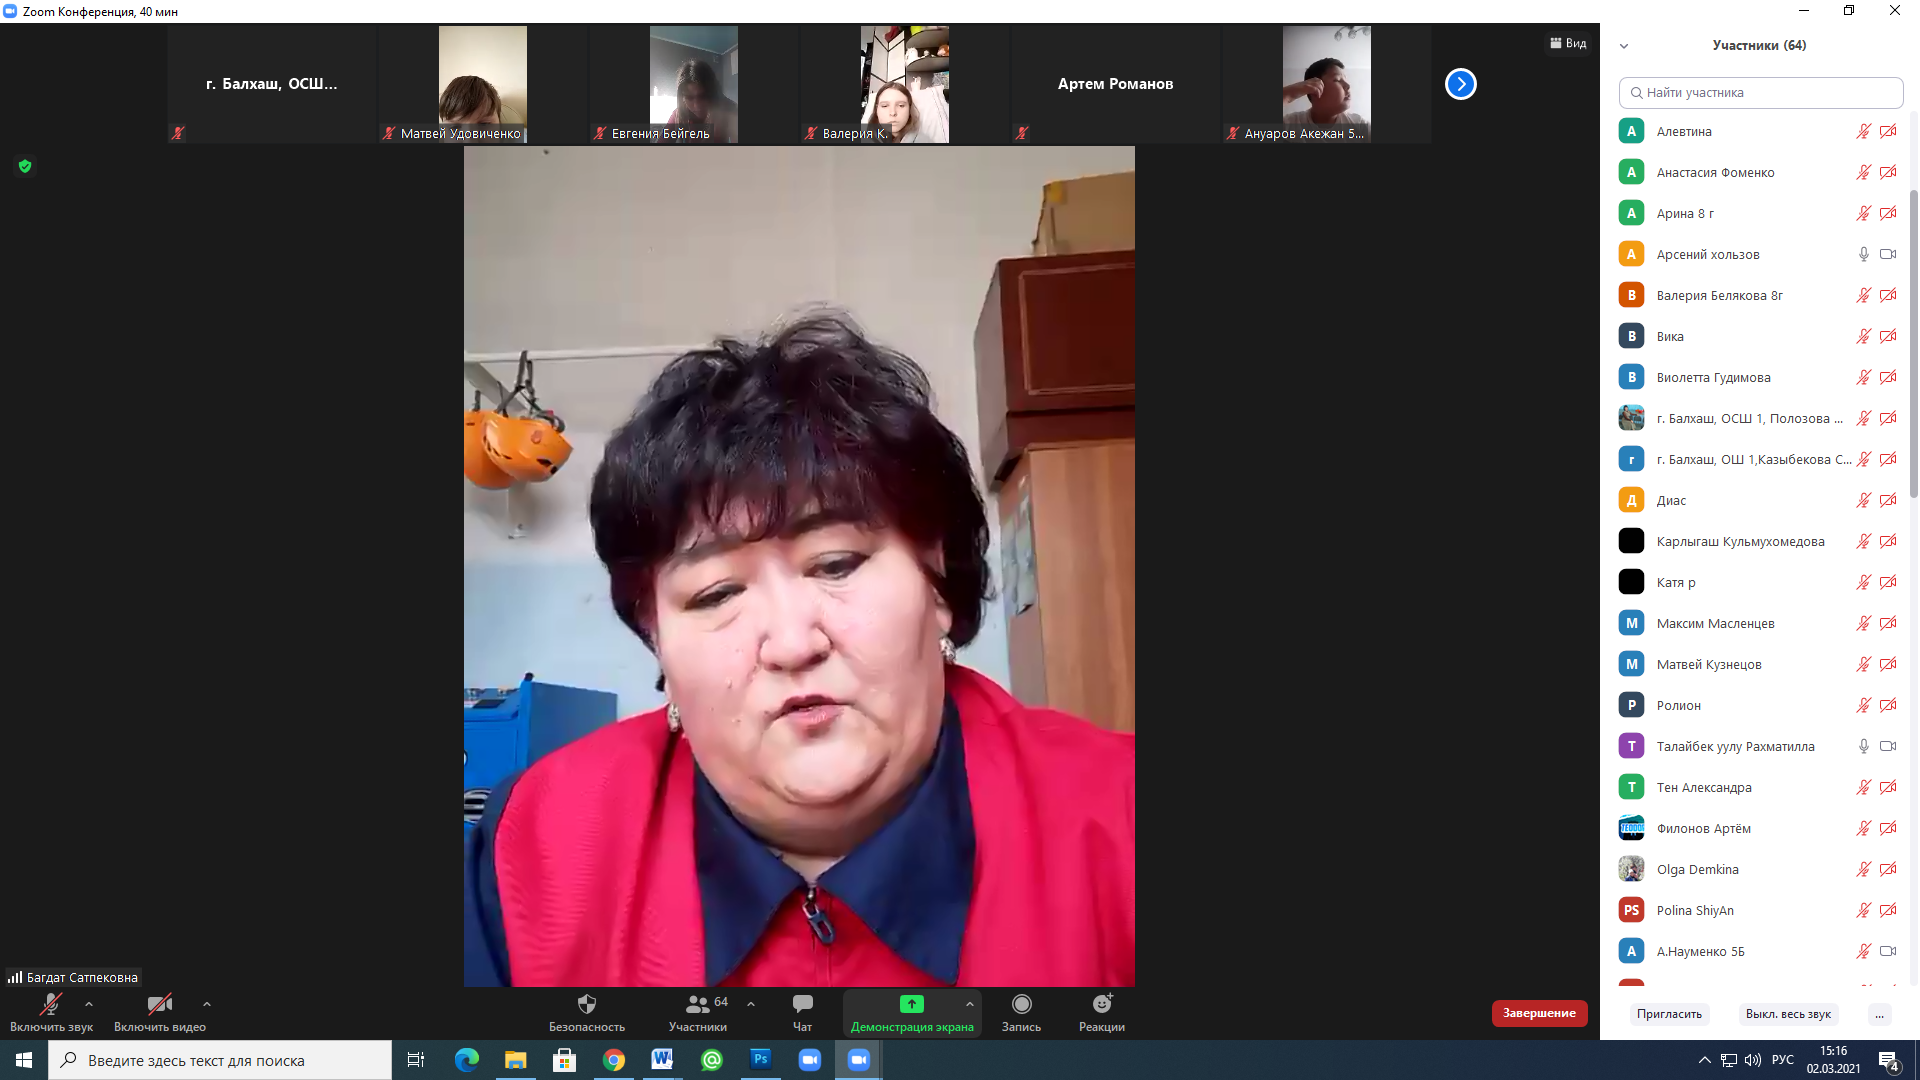 Zoom Конференция, 40 мин
г. Балхаш, ОСШ...
Матвей Удовиченко
Евгения Бейгель
Валерия К.
Артем Романов
Ануаров Акежан 5...
Вид
Участники (64)
Найти участника
А Алевтина
А Анастасия Фоменко
А Арина 8 г
А Арсений хользов
В Валерия Белякова 8г
В Вика
В Виолетта Гудимова
г. Балхаш, ОСШ 1, Полозова ...
г г. Балхаш, ОШ 1,Казыбекова С...
Д Диас
Карлыгаш Кульмухомедова
Катя р
М Максим Масленцев
М Матвей Кузнецов
Р Ролион
Т Талайбек уулу Рахматилла
Т Тен Александра
Филонов Артём
Olga Demkina
PS Polina ShiyAn
А А.Науменко 5Б
Багдат Сатпековна
Включить звук
Включить видео
Безопасность
64
Участники
Чат
Демонстрация экрана
Запись
Реакции
Завершение
Пригласить
Выкл. весь звук
...
Введите здесь текст для поиска
W
Ps
РУС
15:16
02.03.2021
4